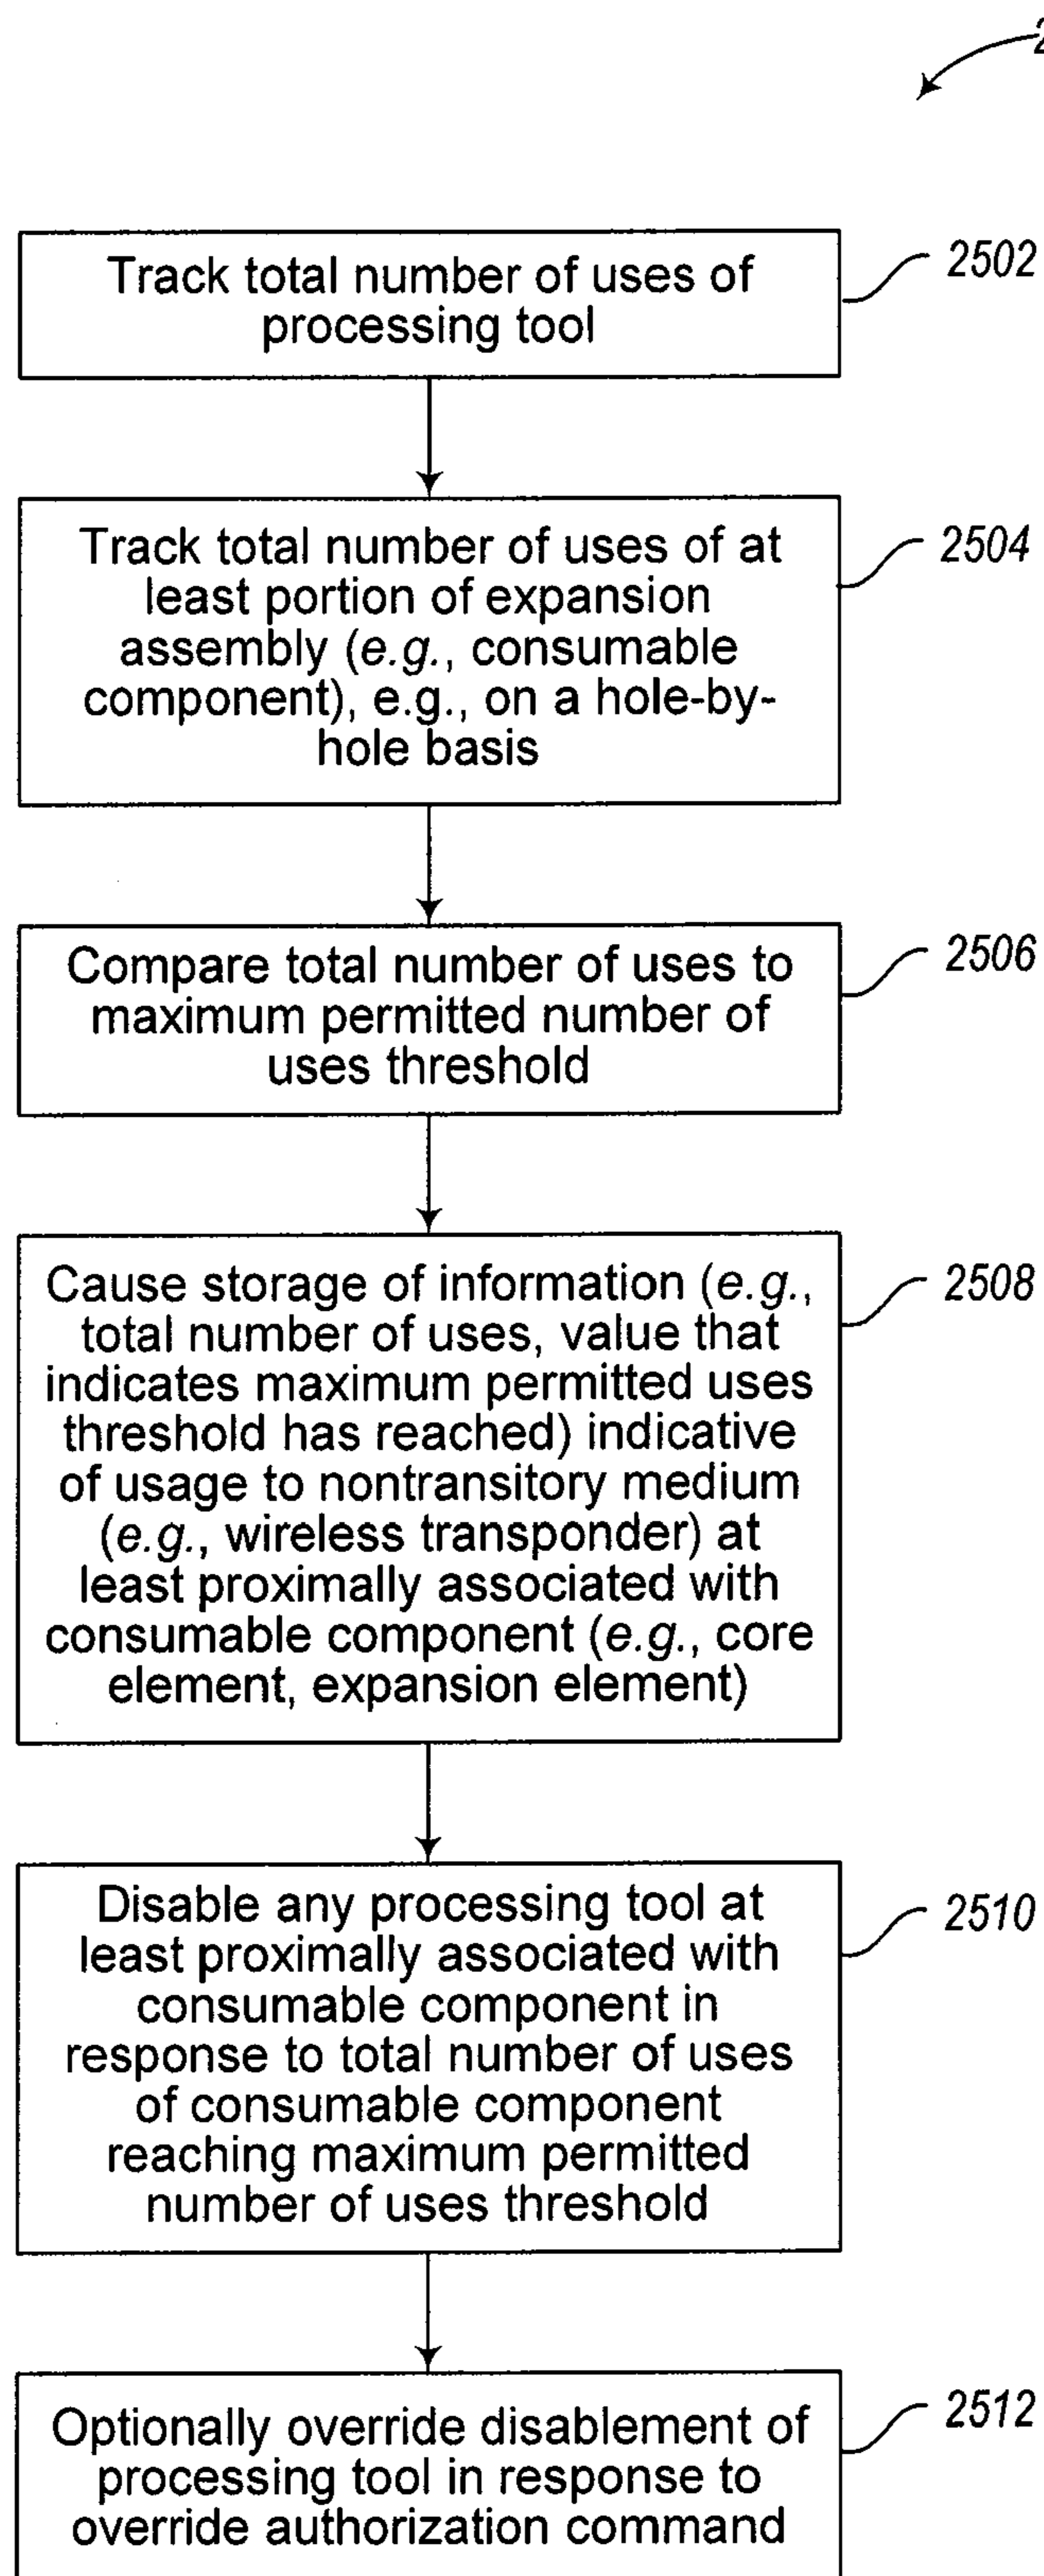 Track total number of uses of
processing tool
2502
Track total number of uses of at
least portion of expansion
assembly (e.g., consumable
component), e.g., on a hole-by-
hole basis
2504
Compare total number of uses to
maximum permitted number of
uses threshold
2506
Cause storage of information (e.g.,
total number of uses, value that
indicates maximum permitted uses
threshold has reached) indicative
of usage to nontransitory medium
(e.g., wireless transponder) at
least proximally associated with
consumable component (e.g., core
element, expansion element)
2508
Disable any processing tool at
least proximally associated with
consumable component in
response to total number of uses
of consumable component
reaching maximum permitted
number of uses threshold
2510
Optionally override disablement of
processing tool in response to
override authorization command
2512